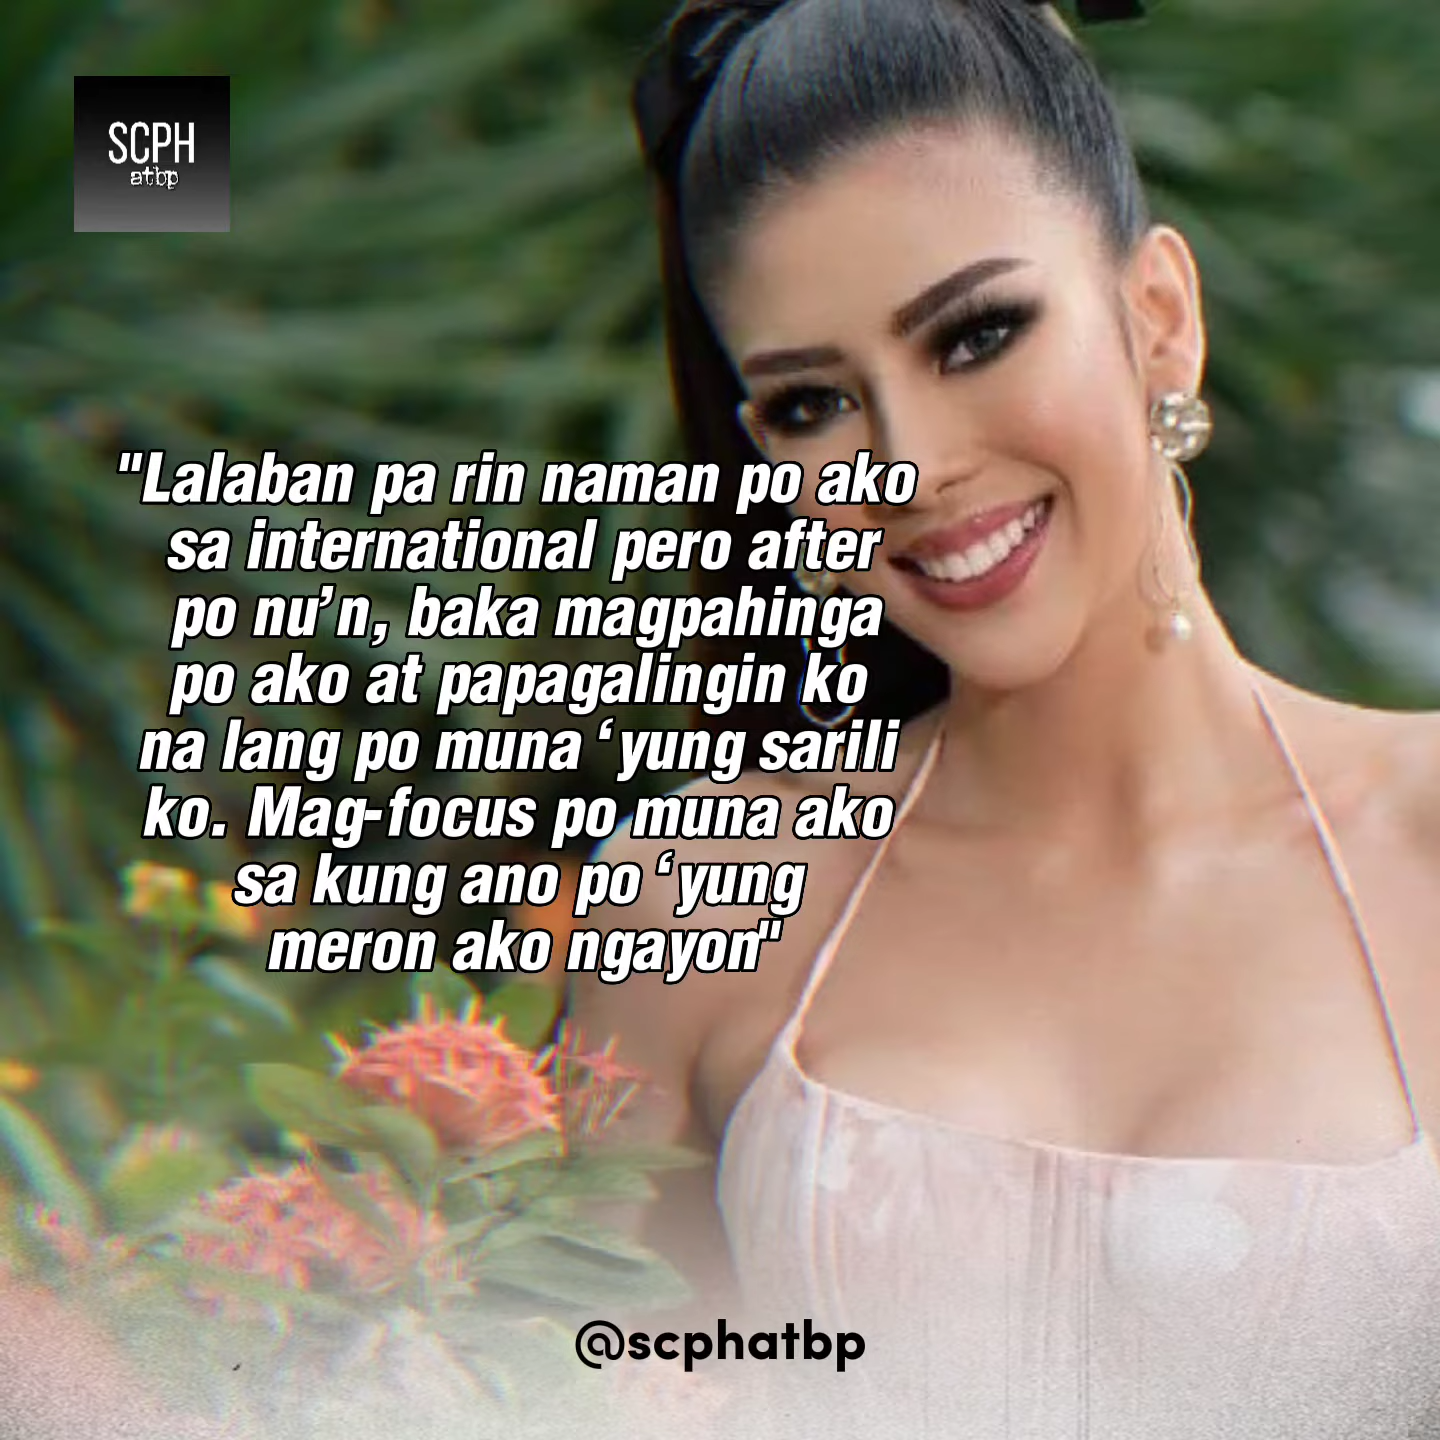 SCPH
atbp
"Lalaban pa rin naman po ako
sa international pero after
po nu’n, baka magpahinga
po ako at papagalingin ko
na lang po muna ‘yung sarili
ko. Mag-focus po muna ako
sa kung ano po ‘yung
meron ako ngayon"
@scphatbp